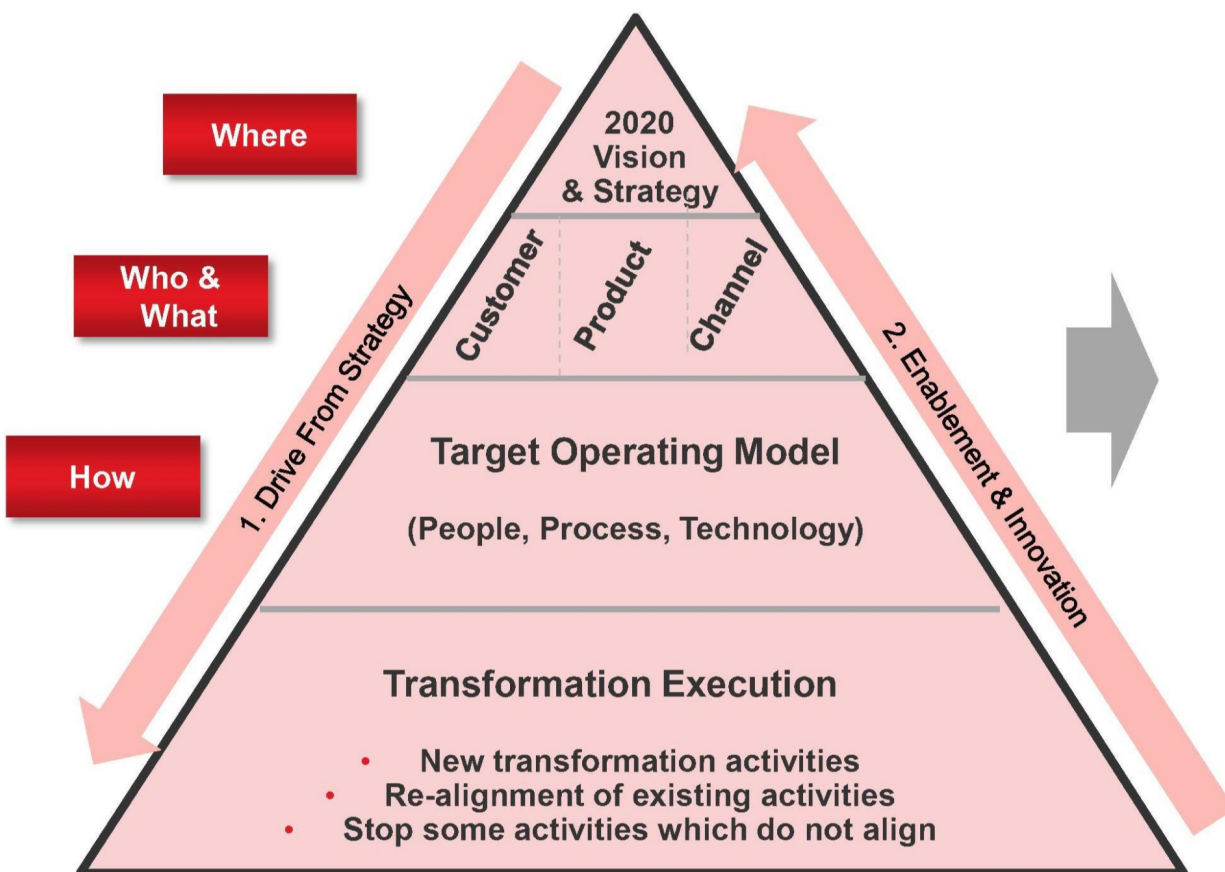 Where
Who &
What
How
1. Drive From Strategy
2020
Vision
& Strategy
Customer
Product
Channel
Target Operating Model
(People, Process, Technology)
Transformation Execution
• New transformation activities
• Re-alignment of existing activities
• Stop some activities which do not align
2. Enablement & Innovation